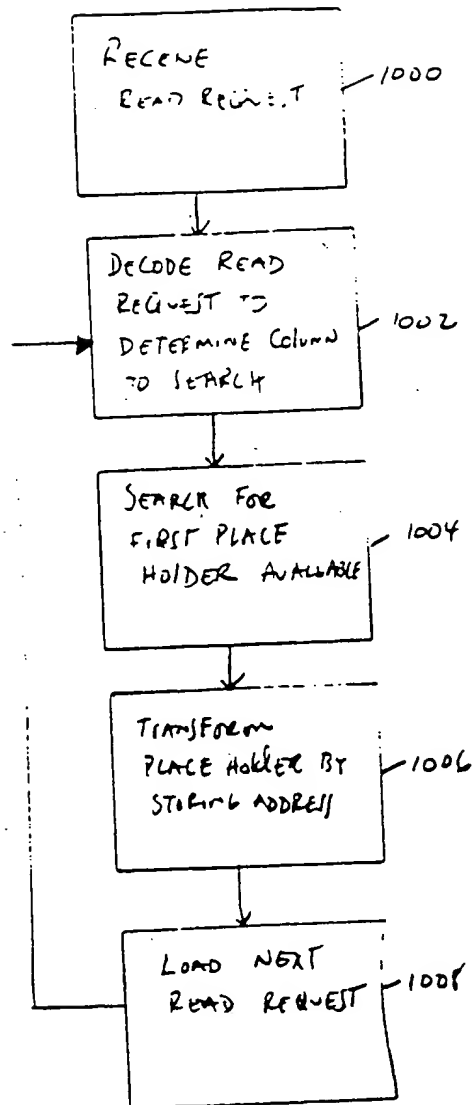 RECEIVE
READ REQUEST
1000
DECODE READ
REQUEST TO
DETERMINE COLUMN
TO SEARCH
1002
SEARCH FOR
FIRST PLACE
HOLDER AVAILABLE
1004
TRANSFORM
PLACE HOLDER BY
STORING ADDRESS
1006
LOAD NEXT
READ REQUEST
1008